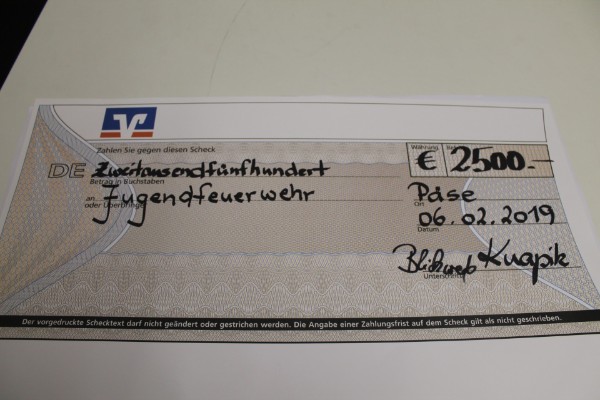 Zahlen Sie gegen diesen Scheck
Währung
DE Zweitausendfünfhundert € 2500.-
Betrag in Buchstaben
an Jugendfeuerwehr Päse
oder Überbringer Ort
06.02.2019
Datum
Knapik
Unterschrift
Der vorgedruckte Schecktext darf nicht geändert oder gestrichen werden. Die Angabe einer Zahlungsfrist auf dem Scheck gilt als nicht geschrieben.